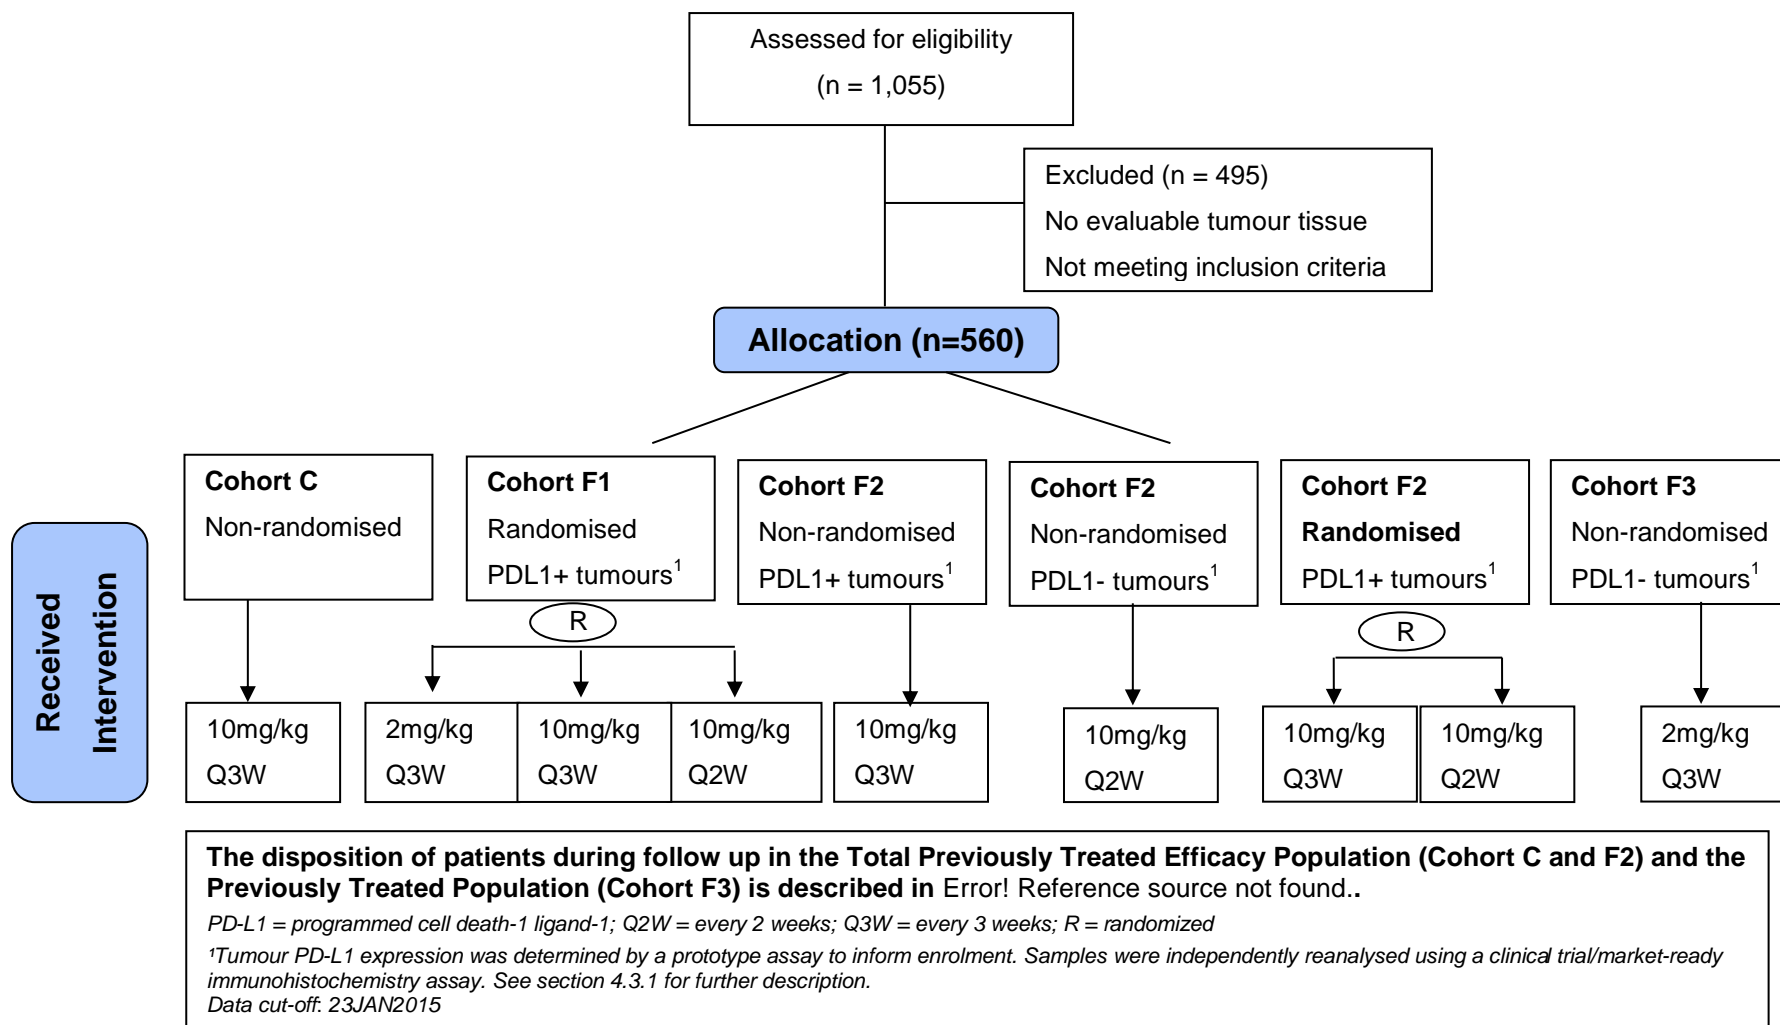 Assessed for eligibility
(n = 1,055)
Excluded (n = 495)
No evaluable tumour tissue
Not meeting inclusion criteria
Allocation (n=560)
Received
Intervention
Cohort C
Non-randomised
Cohort F1
Randomised
PDL1+ tumours¹
Cohort F2
Non-randomised
PDL1+ tumours¹
Cohort F2
Non-randomised
PDL1- tumours¹
Cohort F2
Randomised
PDL1+ tumours¹
Cohort F3
Non-randomised
PDL1- tumours¹
R
R
10mg/kg
Q3W
2mg/kg
Q3W
10mg/kg
Q3W
10mg/kg
Q2W
10mg/kg
Q3W
10mg/kg
Q2W
10mg/kg
Q3W
10mg/kg
Q2W
2mg/kg
Q3W
The disposition of patients during follow up in the Total Previously Treated Efficacy Population (Cohort C and F2) and the
Previously Treated Population (Cohort F3) is described in Error! Reference source not found..
PD-L1 = programmed cell death-1 ligand-1; Q2W = every 2 weeks; Q3W = every 3 weeks; R = randomized
¹Tumour PD-L1 expression was determined by a prototype assay to inform enrolment. Samples were independently reanalysed using a clinical trial/market-ready
immunohistochemistry assay. See section 4.3.1 for further description.
Data cut-off: 23JAN2015